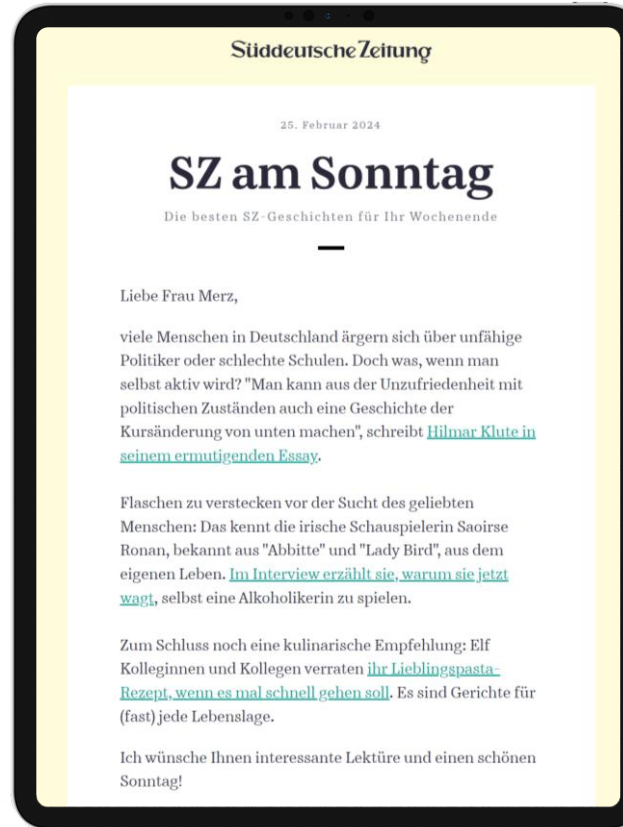 Süddeutsche Zeitung
25. Februar 2024
SZ am Sonntag
Die besten SZ-Geschichten für Ihr Wochenende
Liebe Frau Merz,
viele Menschen in Deutschland ärgern sich über unfähige
Politiker oder schlechte Schulen. Doch was, wenn man
selbst aktiv wird? "Man kann aus der Unzufriedenheit mit
politischen Zuständen auch eine Geschichte der
Kursänderung von unten machen", schreibt Hilmar Klute in
seinem ermutigenden Essay.
Flaschen zu verstecken vor der Sucht des geliebten
Menschen: Das kennt die irische Schauspielerin Saoirse
Ronan, bekannt aus "Abbitte" und "Lady Bird", aus dem
eigenen Leben. Im Interview erzählt sie, warum sie jetzt
wagt, selbst eine Alkoholikerin zu spielen.
Zum Schluss noch eine kulinarische Empfehlung: Elf
Kolleginnen und Kollegen verraten ihr Lieblingspasta-
Rezept, wenn es mal schnell gehen soll. Es sind Gerichte für
(fast) jede Lebenslage.
Ich wünsche Ihnen interessante Lektüre und einen schönen
Sonntag!